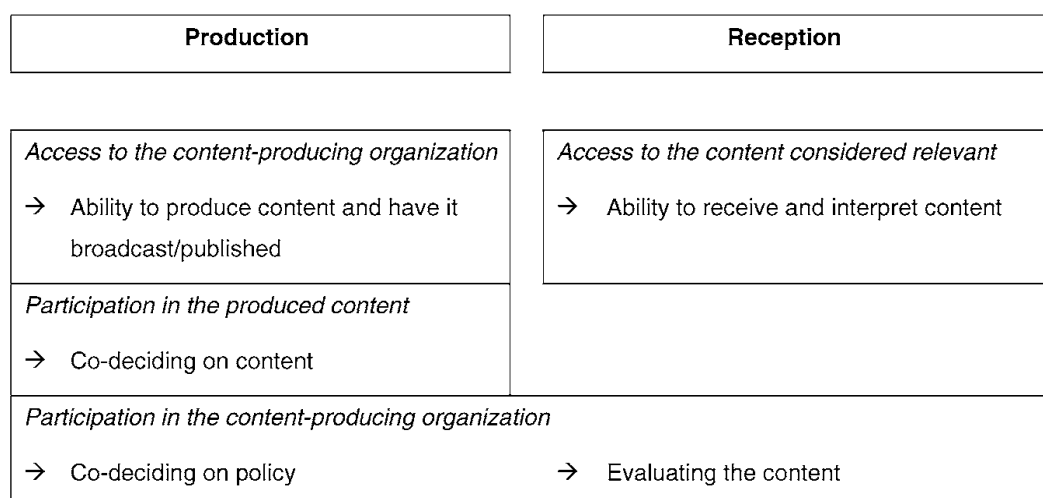 Production
Reception
Access to the content-producing organization
→ Ability to produce content and have it
broadcast/published
Access to the content considered relevant
→ Ability to receive and interpret content
Participation in the produced content
→ Co-deciding on content
Participation in the content-producing organization
→ Co-deciding on policy
→ Evaluating the content